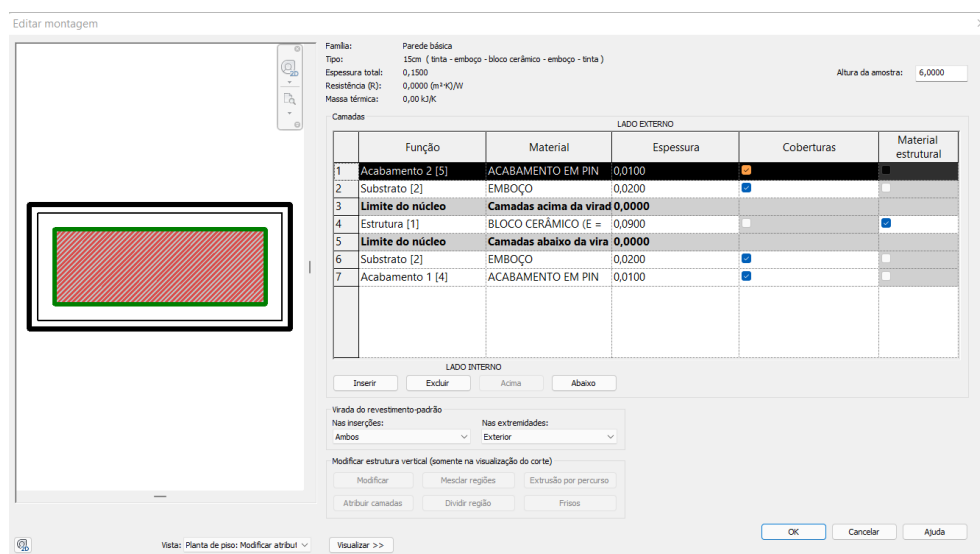 Editar montagem
Família: Parede básica
Tipo: 15cm ( tinta - emboço - bloco cerâmico - emboço - tinta )
Espessura total: 0,1500 Altura da amostra: 6,0000
Resistência (R): 0,0000 (m²·K)/W
Massa térmica: 0,00 kJ/K
Camadas
LADO EXTERNO
Função Material Espessura Coberturas Material estrutural
1 Acabamento 2 [5] ACABAMENTO EM PIN 0,0100
2 Substrato [2] EMBOÇO 0,0200
3 Limite do núcleo Camadas acima da virad 0,0000
4 Estrutura [1] BLOCO CERÂMICO (E = 0,0900
5 Limite do núcleo Camadas abaixo da vira 0,0000
6 Substrato [2] EMBOÇO 0,0200
7 Acabamento 1 [4] ACABAMENTO EM PIN 0,0100
LADO INTERNO
Inserir Excluir Acima Abaixo
Virada do revestimento-padrão
Nas inserções: Nas extremidades:
Ambos Exterior
Modificar estrutura vertical (somente na visualização do corte)
Modificar Mesclar regiões Extrusão por percurso
Atribuir camadas Dividir região Frisos
OK Cancelar Ajuda
2D Vista: Planta de piso: Modificar atribut Visualizar >>
2D